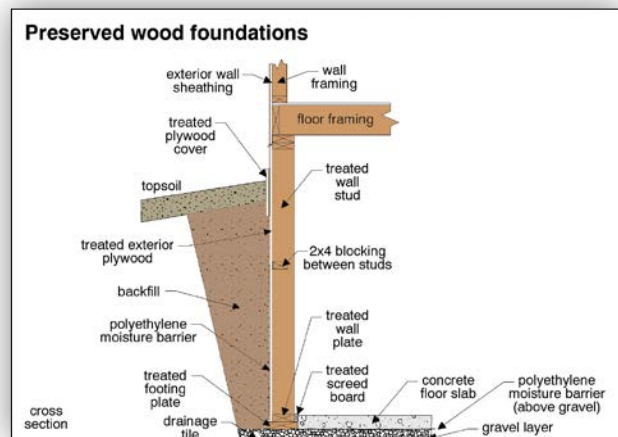 Preserved wood foundations
exterior wall
sheathing
wall
framing
floor framing
treated
plywood
cover
topsoil
treated
wall
stud
treated exterior
plywood
2x4 blocking
between studs
backfill
polyethylene
moisture barrier
treated
wall
plate
treated
footing
plate
treated
screed
board
concrete
floor slab
polyethylene
moisture barrier
(above gravel)
cross
section
drainage
tile
gravel layer